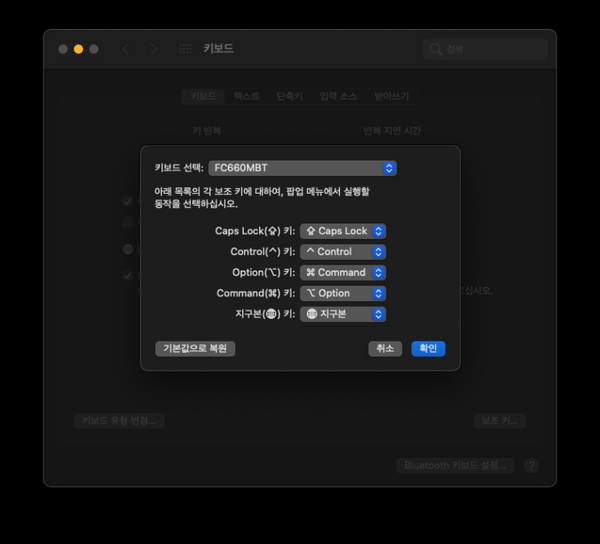 키보드
검색
키보드 텍스트 단축키 입력 소스 받아쓰기
키 반복 반복 지연 시간
키보드 선택: FC660MBT
아래 목록의 각 보조 키에 대하여, 팝업 메뉴에서 실행할
동작을 선택하십시오.
Caps Lock(⇪) 키: ⇪ Caps Lock
Control(^) 키: ^ Control
Option(⌥) 키: ⌘ Command
Command(⌘) 키: ⌥ Option
지구본(🌐) 키: 🌐 지구본
기본값으로 복원 취소 확인
키보드 유형 변경... 보조 키...
Bluetooth 키보드 설정... ?